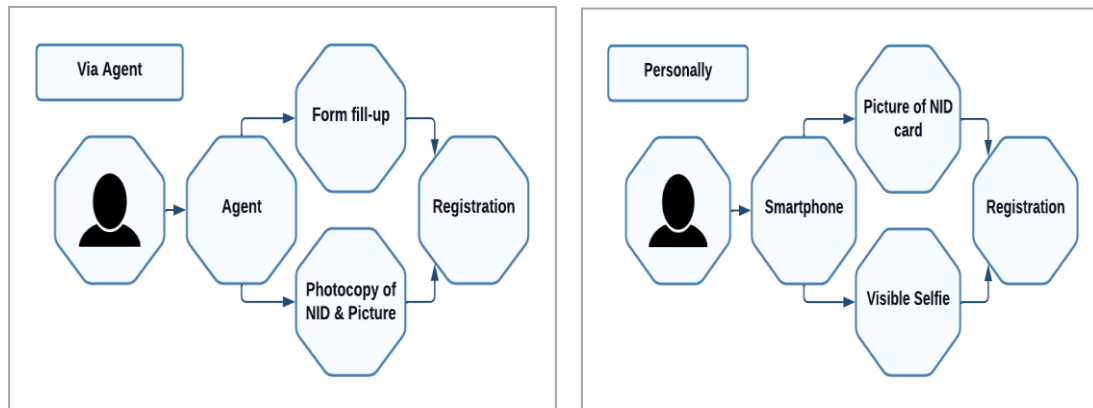 Via Agent
Form fill-up
Agent
Registration
Photocopy of
NID & Picture
Personally
Picture of NID
card
Smartphone
Registration
Visible Selfie